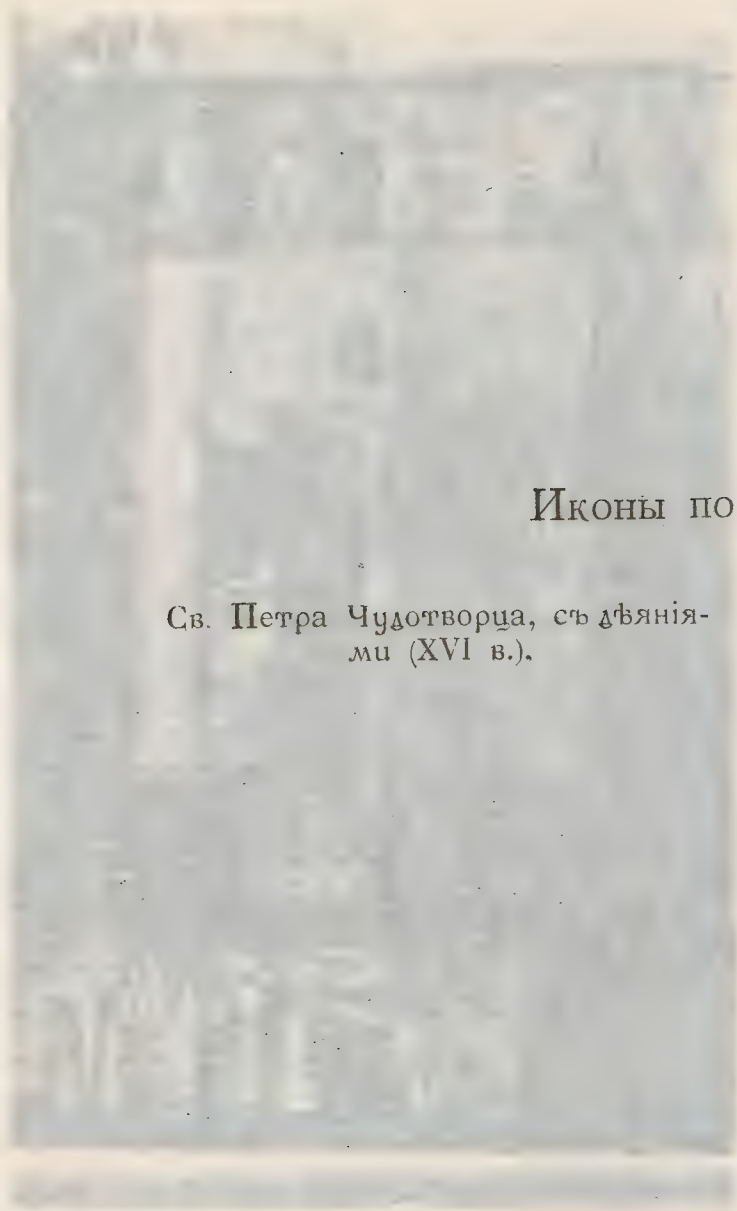 Иконы по
Св. Петра Чудотворца, съ дѣянія-
ми (XVI в.).